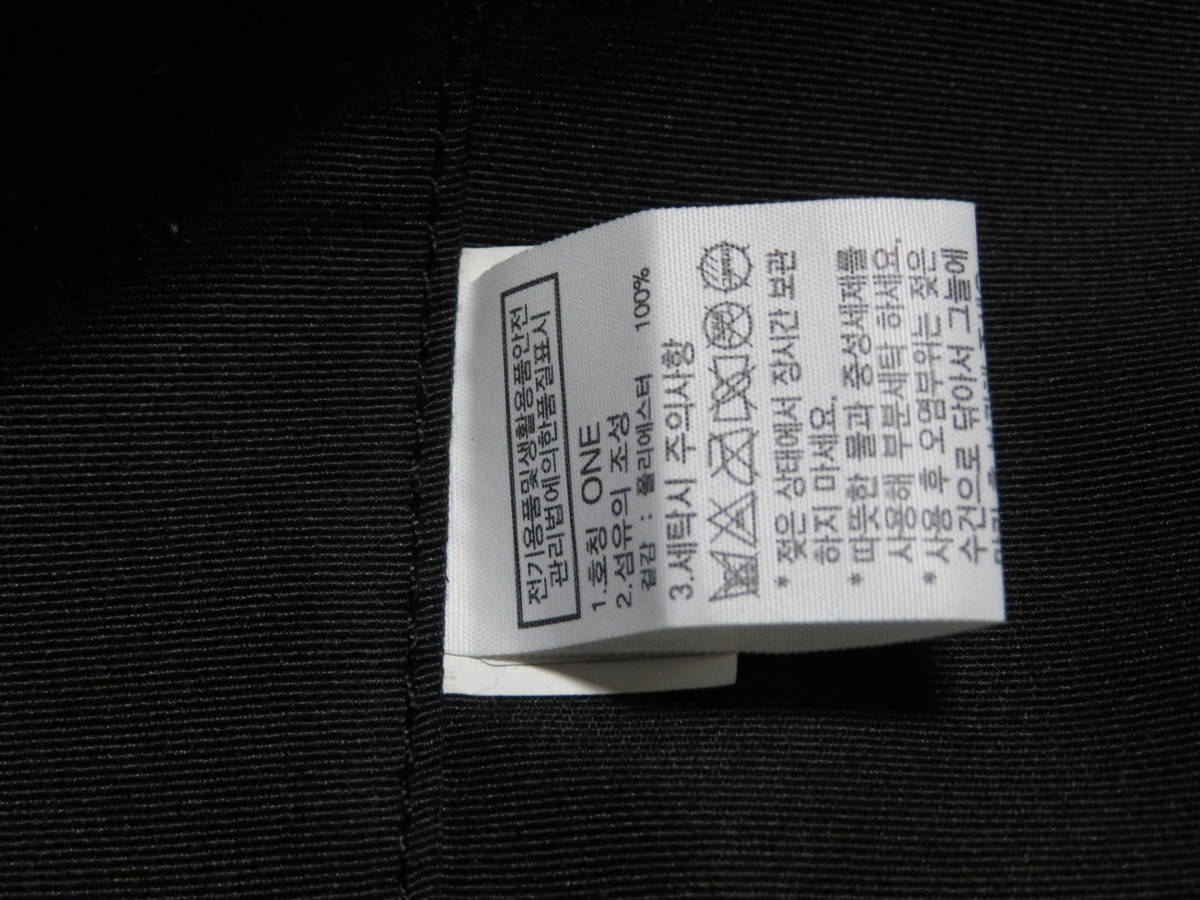 전기용품및생활용품안전
관리법에의한품질표시
1.호칭 ONE
2.섬유의 조성
겉감 : 폴리에스터 100%
3.세탁시 주의사항
* 젖은 상태에서 장시간 보관
하지 마세요.
* 따뜻한 물과 중성세제를
사용해 부분세탁 하세요.
* 사용 후 오염부위는 젖은
수건으로 닦아서 그늘에